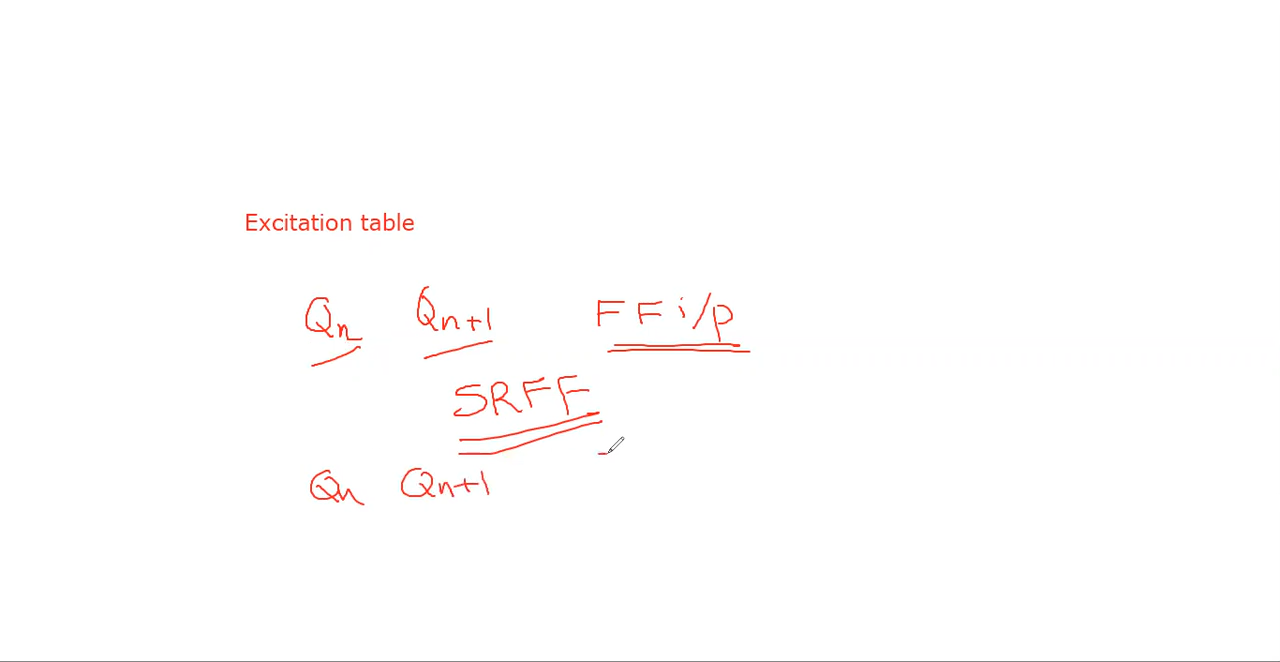 Excitation table
Qn Qn+1 FF i/p
SRFF
Qn Qn+1